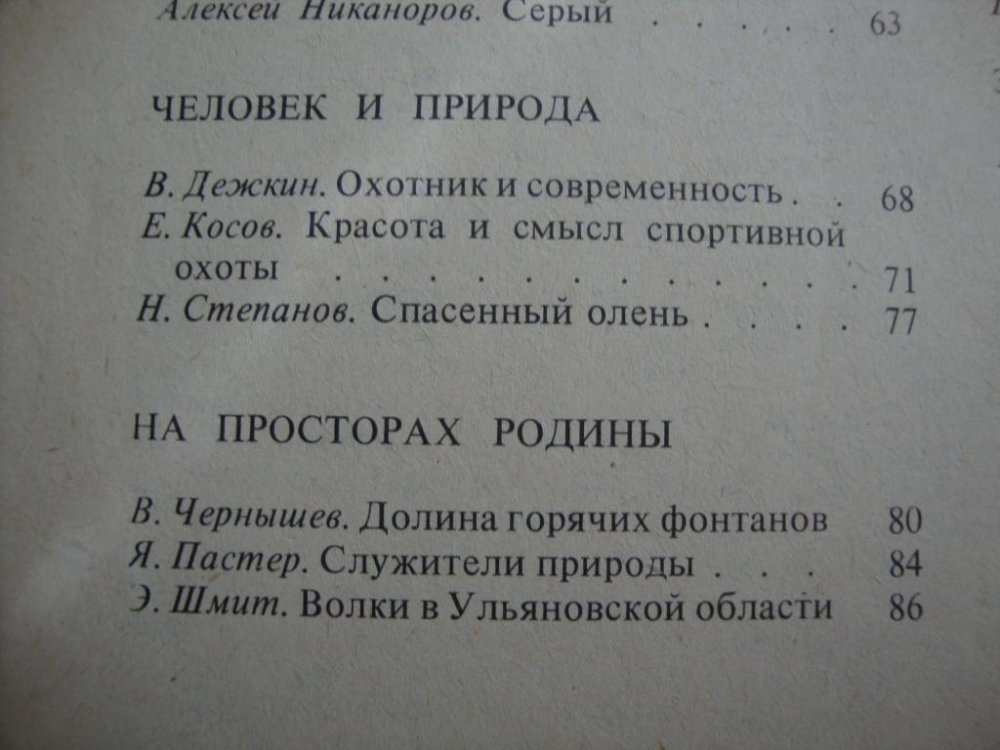 Алексей Никаноров. Серый . . . . . 63
ЧЕЛОВЕК И ПРИРОДА
В. Дежкин. Охотник и современность . . 68
Е. Косов. Красота и смысл спортивной
охоты . . . . . . . . . . . . 71
Н. Степанов. Спасенный олень . . . . 77
НА ПРОСТОРАХ РОДИНЫ
В. Чернышев. Долина горячих фонтанов 80
Я. Пастер. Служители природы . . . 84
Э. Шмит. Волки в Ульяновской области 86